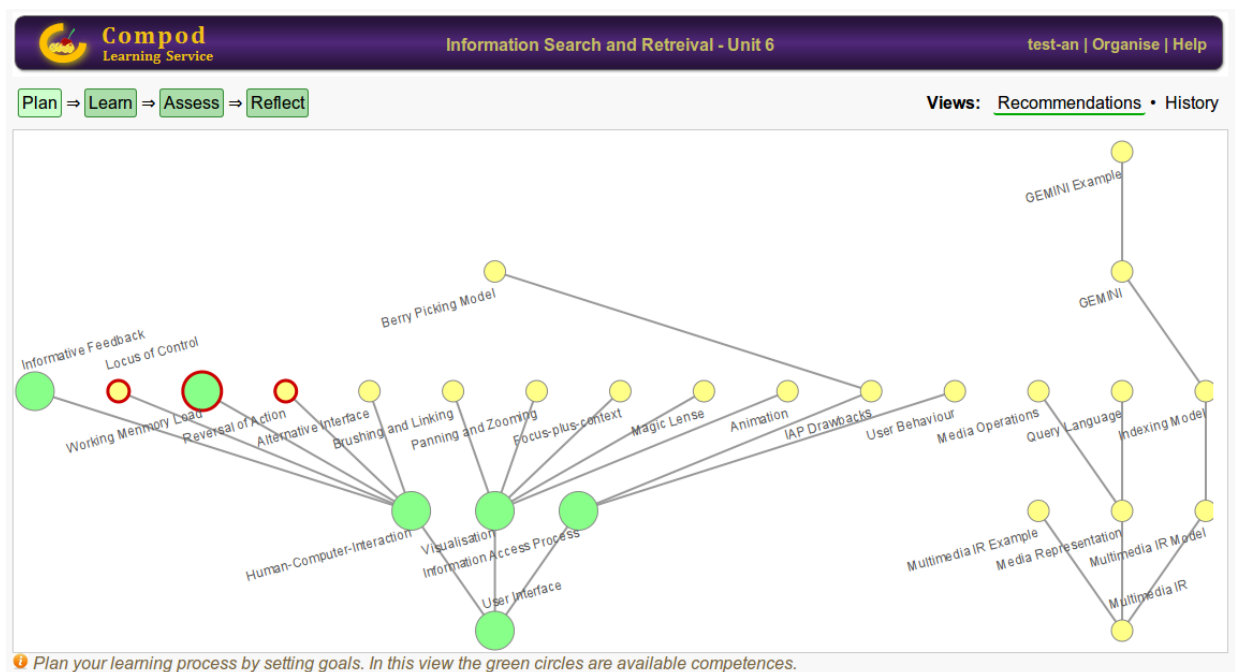 Compod
Learning Service
Information Search and Retreival - Unit 6
test-an | Organise | Help
Plan ⇒ Learn ⇒ Assess ⇒ Reflect
Views: Recommendations • History
GEMINI Example
Berry Picking Model
GEMINI
Informative Feedback
Locus of Control
Working Menmory Load
Reversal of Action
Alternative Interface
Brushing and Linking
Panning and Zooming
Focus-plus-context
Magic Lense
Animation
IAP Drawbacks
User Behaviour
Media Operations
Query Language
Indexing Model
Human-Computer-Interaction
Visualisation
Information Access Process
Multimedia IR Example
Media Representation
Multimedia IR Model
User Interface
Multimedia IR
Plan your learning process by setting goals. In this view the green circles are available competences.